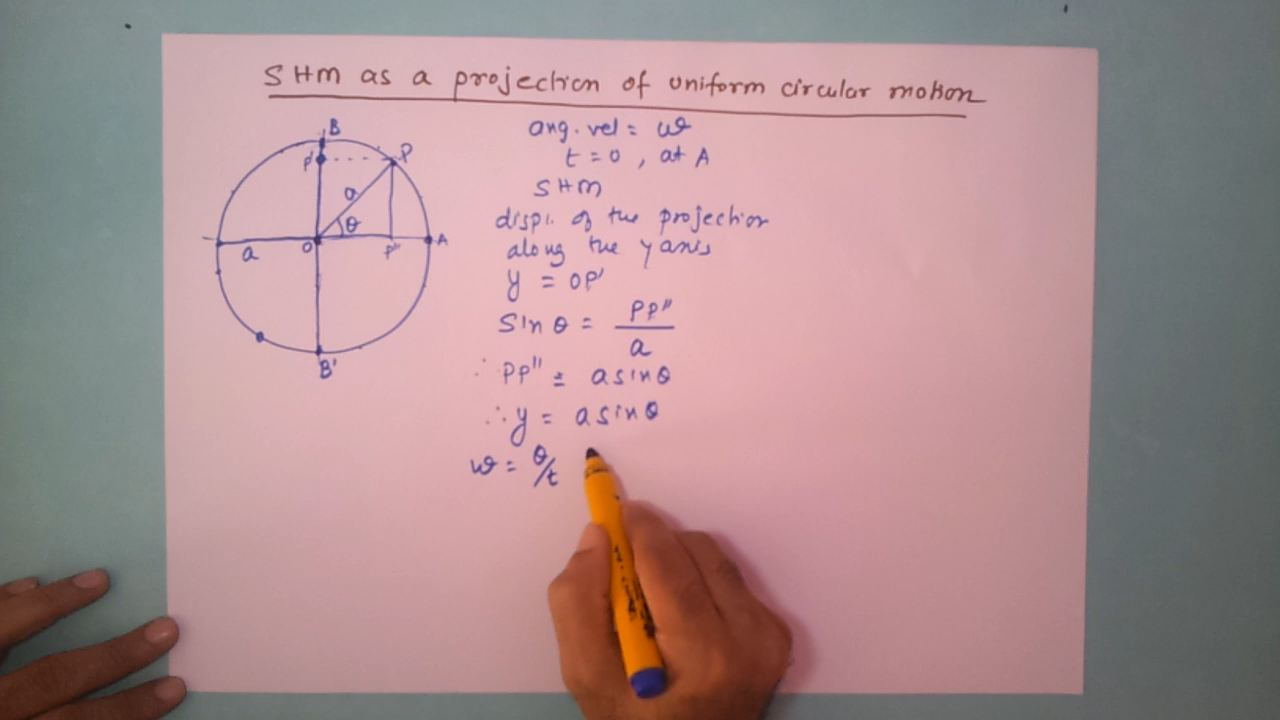 SHM as a projection of uniform circular motion
B
P'
P
a
θ
a
O
P"
A
B'
ang. vel = ω
t = 0 , at A
SHM
displ. of the projection
along the y axis
y = OP'
Sin θ = PP"/a
∴ PP" = a sin θ
∴ y = a sin θ
ω = θ/t